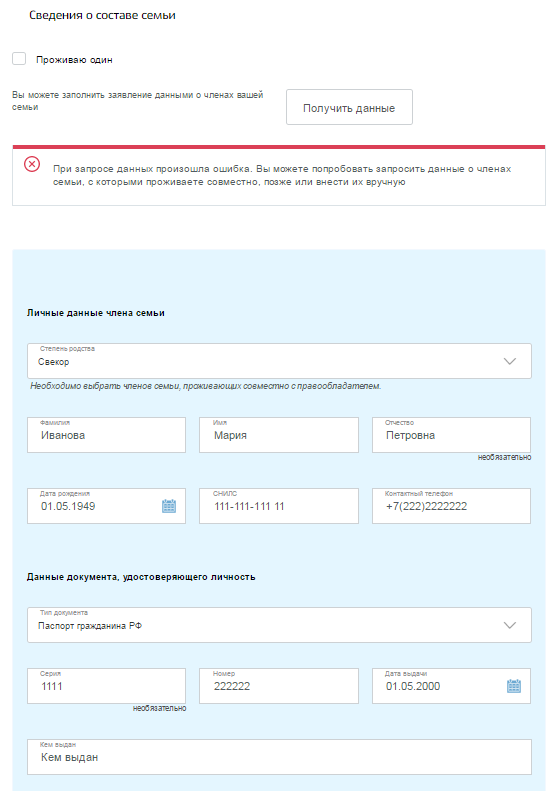 Сведения о составе семьи
Проживаю один
Вы можете заполнить заявление данными о членах вашей
семьи
Получить данные
При запросе данных произошла ошибка. Вы можете попробовать запросить данные о членах
семьи, с которыми проживаете совместно, позже или внести их вручную
Личные данные члена семьи
Степень родства
Свекор
Необходимо выбрать членов семьи, проживающих совместно с правообладателем.
Фамилия Имя Отчество
Иванова Мария Петровна
необязательно
Дата рождения СНИЛС Контактный телефон
01.05.1949 111-111-111 11 +7(222)2222222
Данные документа, удостоверяющего личность
Тип документа
Паспорт гражданина РФ
Серия Номер Дата выдачи
1111 222222 01.05.2000
необязательно
Кем выдан
Кем выдан